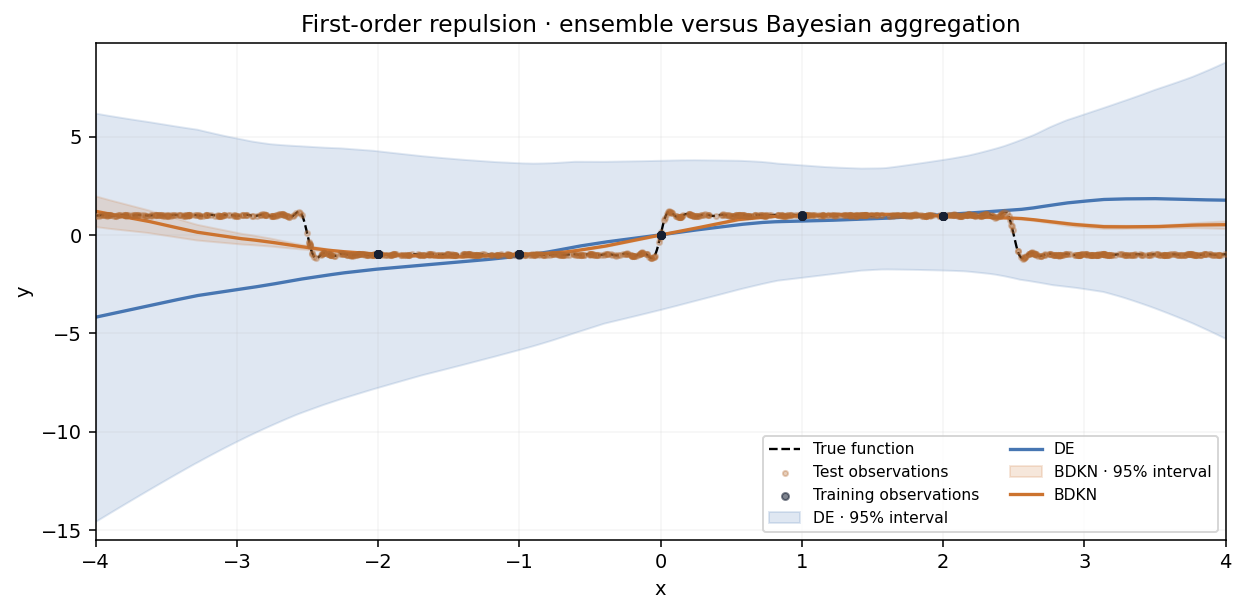 First-order repulsion · ensemble versus Bayesian aggregation
y
5
0
−5
−10
−15
−4
−3
−2
−1
0
1
2
3
4
x
True function
Test observations
Training observations
DE · 95% interval
DE
BDKN · 95% interval
BDKN